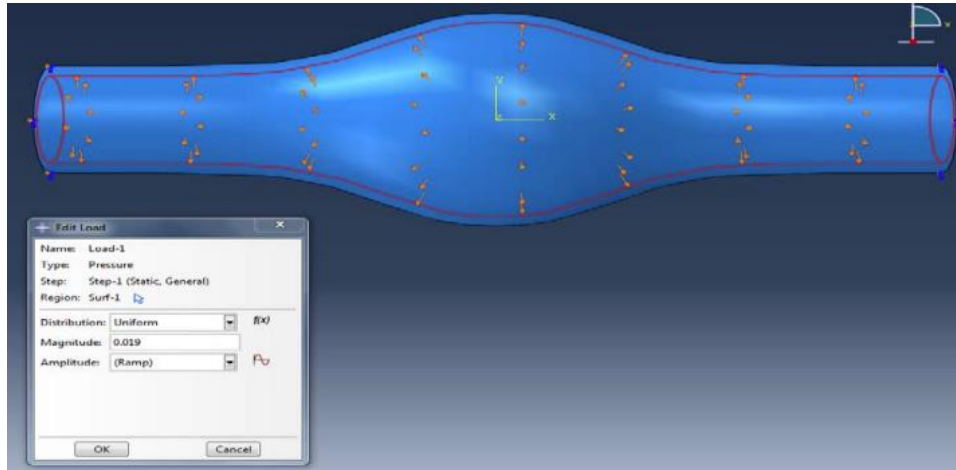 Y
X
Edit Load
Name: Load-1
Type: Pressure
Step: Step-1 (Static, General)
Region: Surf-1
Distribution: Uniform f(x)
Magnitude: 0.019
Amplitude: (Ramp)
OK Cancel